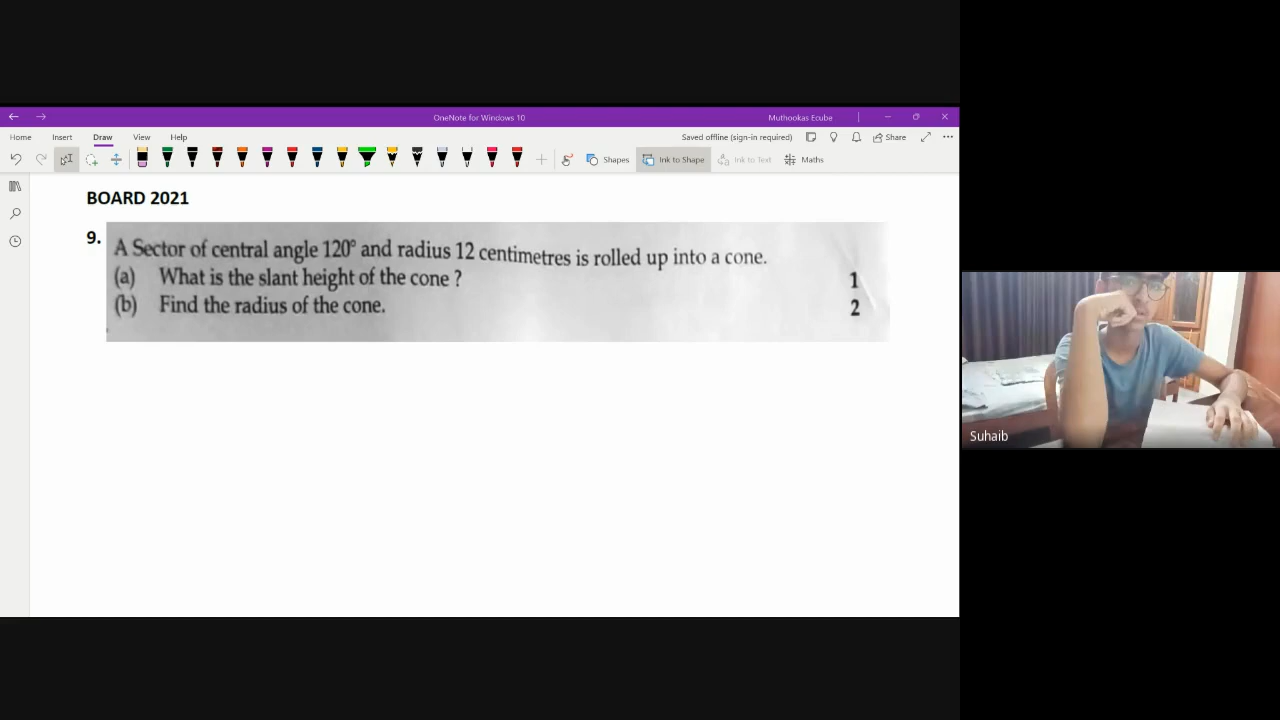 OneNote for Windows 10
Muthookas Ecube
Home Insert Draw View Help
Saved offline (sign-in required)
Share
Shapes
Ink to Shape
Ink to Text
Maths
BOARD 2021
9. A Sector of central angle 120° and radius 12 centimetres is rolled up into a cone.
(a) What is the slant height of the cone ? 1
(b) Find the radius of the cone. 2
Suhaib